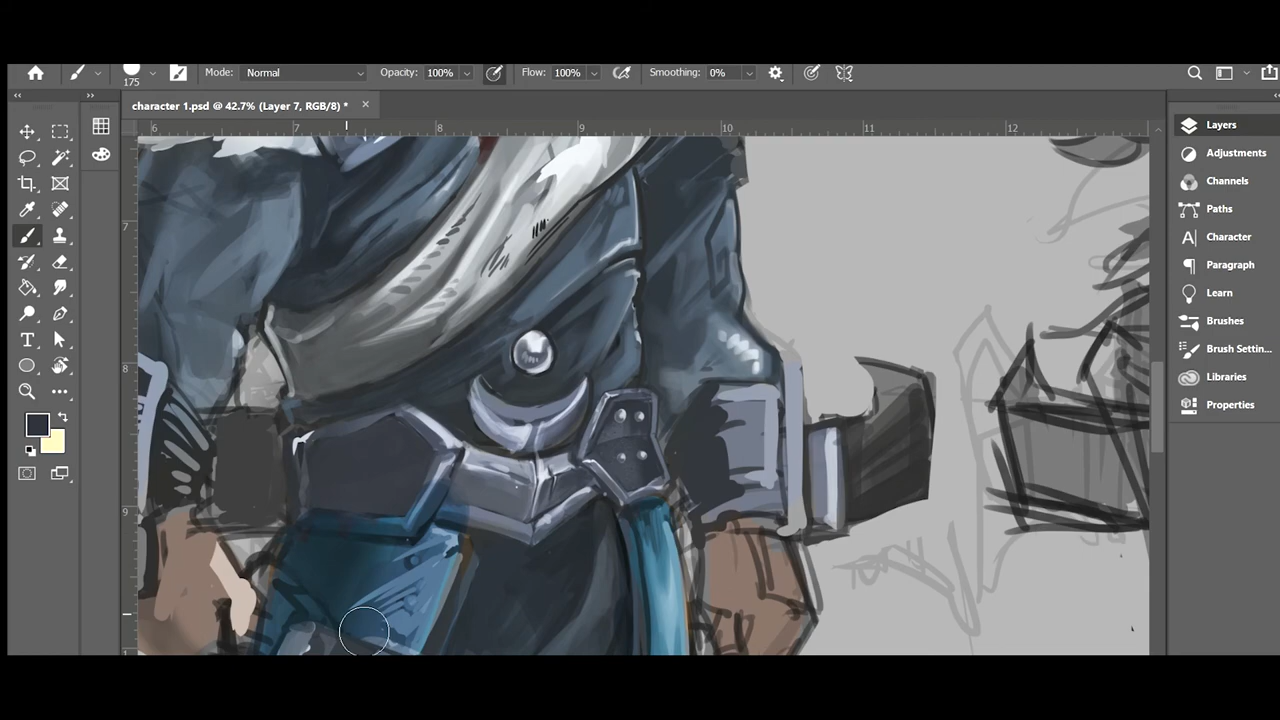 175
Mode: Normal
Opacity: 100%
Flow: 100%
Smoothing: 0%
character 1.psd @ 42.7% (Layer 7, RGB/8) *
6 7 8 9 10 11 12
7
8
9
Layers
Adjustments
Channels
Paths
Character
Paragraph
Learn
Brushes
Brush Settin...
Libraries
Properties